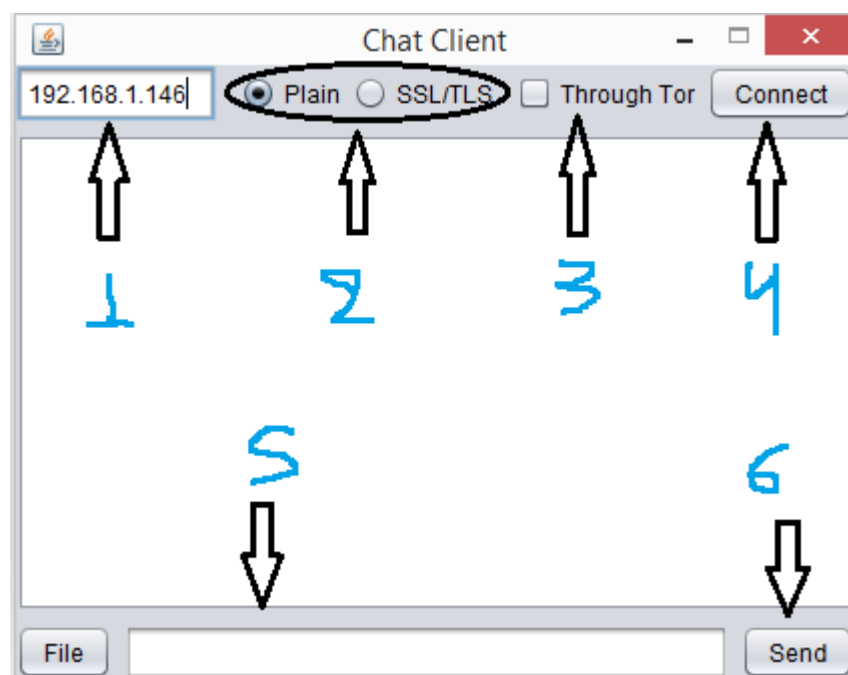 Chat Client
192.168.1.146 Plain SSL/TLS Through Tor Connect
1 2 3 4
5 6
File Send